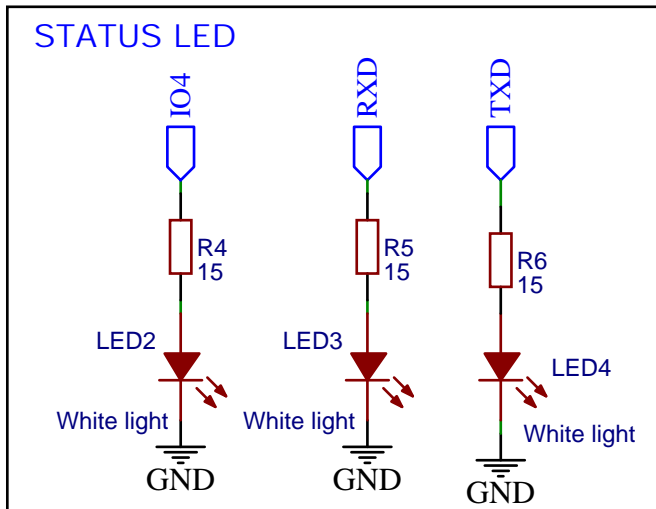 STATUS LED
IO4
RXD
TXD
R4
15
R5
15
R6
15
LED2
LED3
LED4
White light
White light
White light
GND
GND
GND